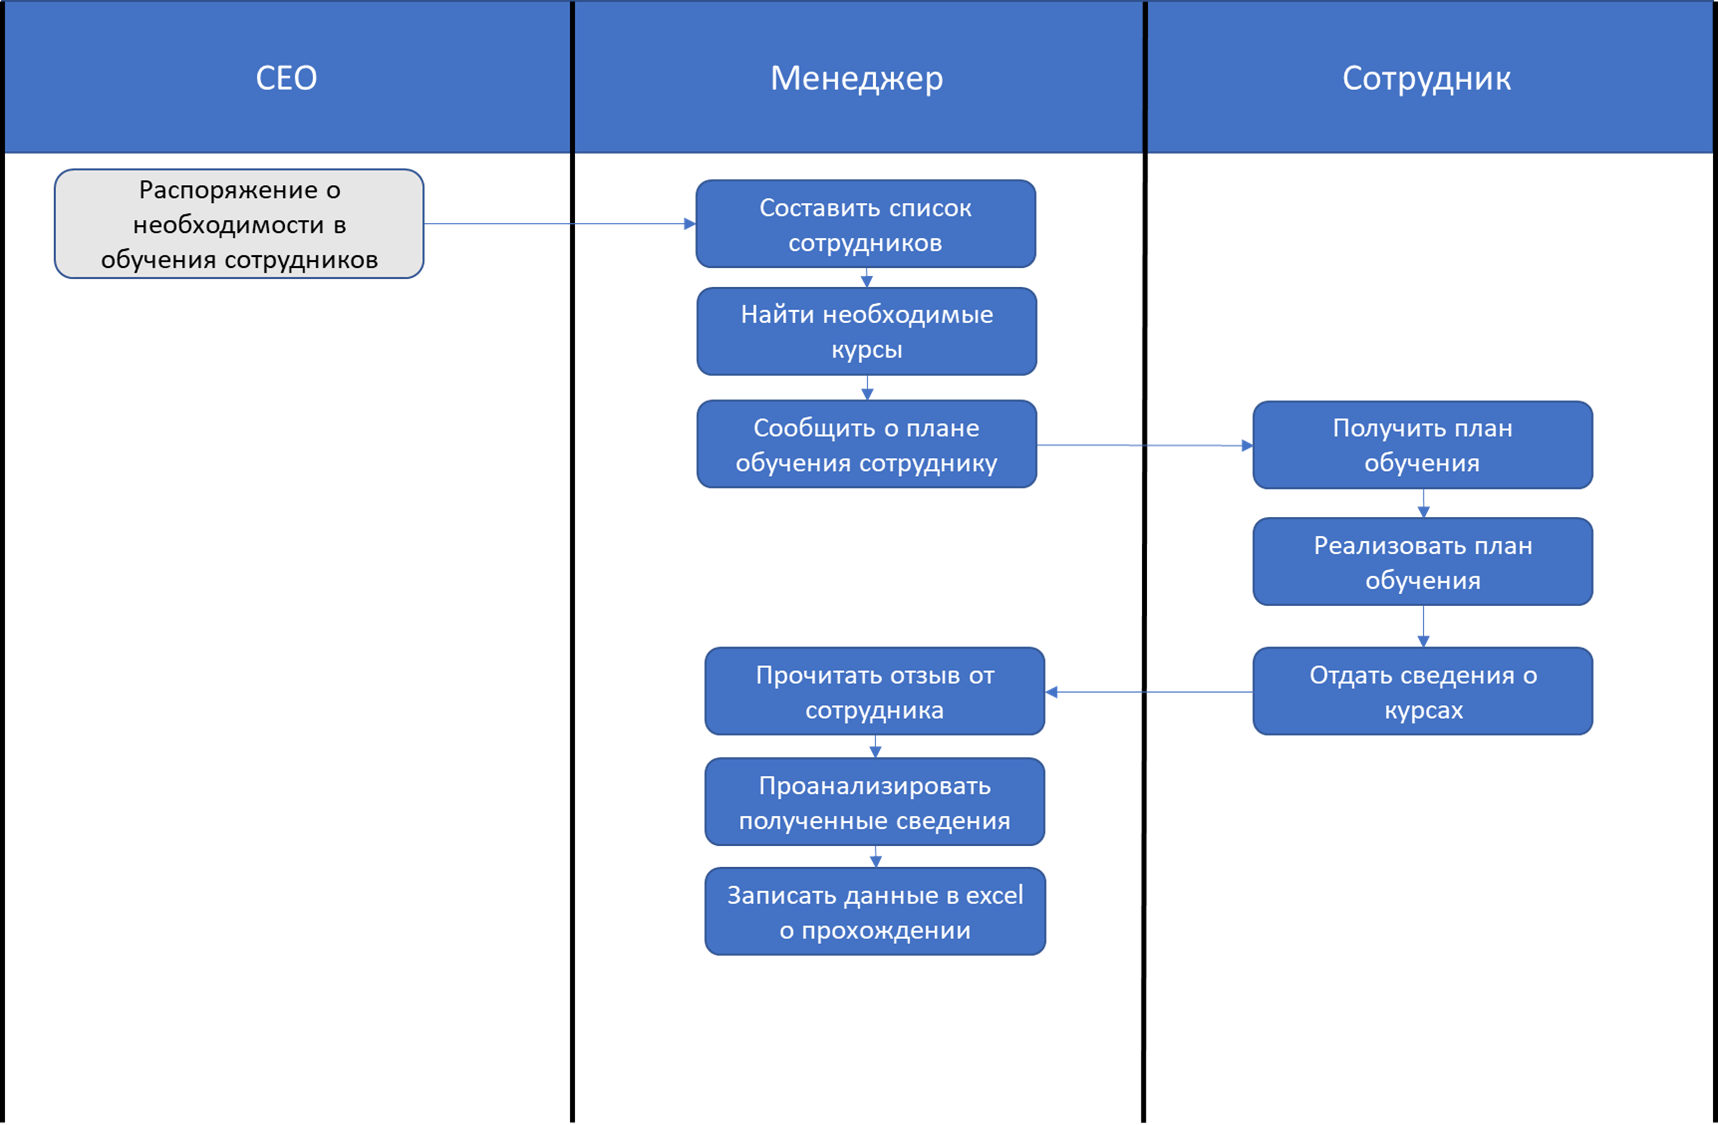 CEO
Менеджер
Сотрудник
Распоряжение о
необходимости в
обучения сотрудников
Составить список
сотрудников
Найти необходимые
курсы
Сообщить о плане
обучения сотруднику
Получить план
обучения
Реализовать план
обучения
Отдать сведения о
курсах
Прочитать отзыв от
сотрудника
Проанализировать
полученные сведения
Записать данные в excel
о прохождении